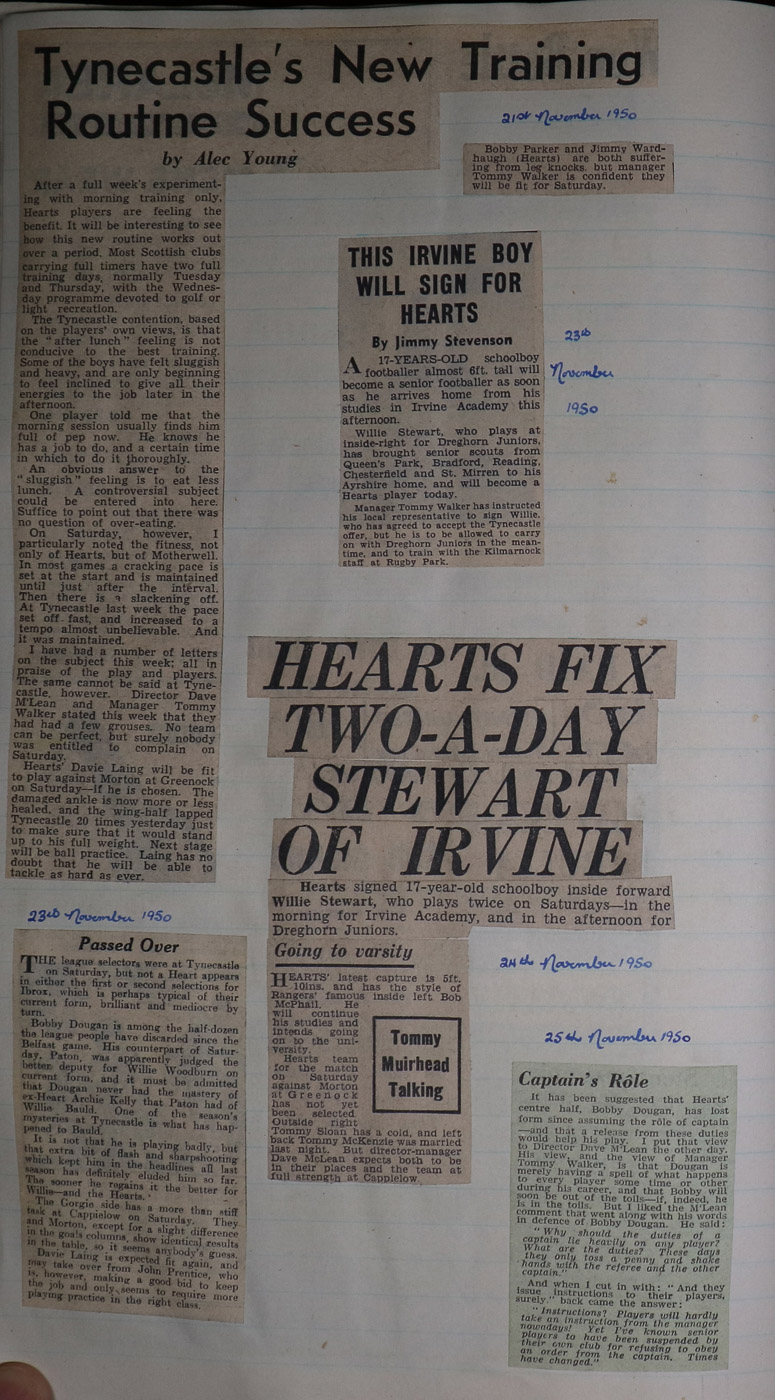 Tynecastle's New Training
Routine Success
by Alec Young
After a full week's experiment-
ing with morning training only,
Hearts players are feeling the
benefit. It will be interesting to see
how this new routine works out
over a period. Most Scottish clubs
carrying full timers have two full
training days, normally Tuesday
and Thursday, with the Wednes-
day programme devoted to golf or
light recreation.
The Tynecastle contention, based
on the players' own views, is that
the "after lunch" feeling is not
conducive to the best training.
Some of the boys have felt sluggish
and heavy, and are only beginning
to feel inclined to give all their
energies to the job later in the
afternoon.
One player told me that the
morning session usually finds him
full of pep now. He knows he
has a job to do, and a certain time
in which to do it thoroughly.
An obvious answer to the
"sluggish" feeling is to eat less
lunch. A controversial subject
could be entered into here.
Suffice to point out that there was
no question of over-eating.
On Saturday, however, I
particularly noted the fitness, not
only of Hearts, but of Motherwell.
In most games a cracking pace is
set at the start and is maintained
until just after the interval.
Then there is a slackening off.
At Tynecastle last week the pace
set off fast, and increased to a
tempo almost unbelievable. And
it was maintained.
I have had a number of letters
on the subject this week; all in
praise of the play and players.
The same cannot be said at Tyne-
castle, however. Director Dave
M'Lean and Manager Tommy
Walker stated this week that they
had had a few grouses. No team
can be perfect, but surely nobody
was entitled to complain on
Saturday.
Hearts' Davie Laing will be fit
to play against Morton at Greenock
on Saturday—if he is chosen. The
damaged ankle is now more or less
healed, and the wing-half lapped
Tynecastle 20 times yesterday just
to make sure that it would stand
up to his full weight. Next stage
will be ball practice. Laing has no
doubt that he will be able to
tackle as hard as ever.
21st November 1950
Bobby Parker and Jimmy Ward-
haugh (Hearts) are both suffer-
ing from leg knocks, but manager
Tommy Walker is confident they
will be fit for Saturday.
THIS IRVINE BOY
WILL SIGN FOR
HEARTS
By Jimmy Stevenson
A 17-YEARS-OLD schoolboy
footballer almost 6ft. tall will
become a senior footballer as soon
as he arrives home from his
studies in Irvine Academy this
afternoon.
Willie Stewart, who plays at
inside-right for Dreghorn Juniors,
has brought senior scouts from
Queen's Park, Bradford, Reading,
Chesterfield and St. Mirren to his
Ayrshire home, and will become a
Hearts player today.
Manager Tommy Walker has instructed
his local representative to sign Willie,
who has agreed to accept the Tynecastle
offer, but he is to be allowed to carry
on with Dreghorn Juniors in the mean-
time, and to train with the Kilmarnock
staff at Rugby Park.
23rd
November
1950
HEARTS FIX
TWO-A-DAY
STEWART
OF IRVINE
Hearts signed 17-year-old schoolboy inside forward
Willie Stewart, who plays twice on Saturdays—in the
morning for Irvine Academy, and in the afternoon for
Dreghorn Juniors.
24th November 1950
Going to varsity
HEARTS' latest capture is 5ft.
10ins. and has the style of
Rangers' famous inside left Bob
McPhail. He
will continue
his studies and
intends going
on to the uni-
versity.
Hearts team
for the match
on Saturday
against Morton
at Greenock
has not yet
been selected.
Outside right
Tommy Sloan has a cold, and left
back Tommy McKenzie was married
last night. But director-manager
Dave McLean expects both to be
in their places and the team at
full strength at Cappielow.
Tommy
Muirhead
Talking
23rd November 1950
Passed Over
THE league selectors were at Tynecastle
on Saturday, but not a Heart appears
in either the first or second selections for
Ibrox, which is perhaps typical of their
current form, brilliant and mediocre by
turn.
Bobby Dougan is among the half-dozen
the league people have discarded since the
Belfast game. His counterpart of Satur-
day, Paton, was apparently judged the
better deputy for Willie Woodburn on
current form, and it must be admitted
that Dougan never had the mastery of
ex-Heart Archie Kelly that Paton had of
Willie Bauld. One of the season's
mysteries at Tynecastle is what has hap-
pened to Bauld.
It is not that he is playing badly, but
that extra bit of flash and sharpshooting
which kept him in the headlines all last
season has definitely eluded him so far.
The sooner he regains it the better for
Willie—and the Hearts.
The Gorgie side has a more than stiff
task at Cappielow on Saturday. They
and Morton, except for a slight difference
in the goals columns, show identical results
in the table, so it seems anybody's guess.
Davie Laing is expected fit again, and
may take over from John Prentice, who
is, however, making a good bid to keep
the job and only seems to require more
playing practice in the right class.
25th November 1950
Captain's Rôle
It has been suggested that Hearts'
centre half, Bobby Dougan, has lost
form since assuming the rôle of captain
—and that a release from these duties
would help his play. I put that view
to Director Dave M'Lean the other day.
His view, and the view of Manager
Tommy Walker, is that Dougan is
merely having a spell of what happens
to every player some time or other
during his career, and that Bobby will
soon be out of the toils—if, indeed, he
is in the toils. But I liked the M'Lean
comment that went along with his words
in defence of Bobby Dougan. He said:
"Why should the duties of a
captain lie heavily on any player?
What are the duties? These days
they only toss a penny and shake
hands with the referee and the other
captain."
And when I cut in with: "And they
issue instructions to their players,
surely." back came the answer:
"Instructions? Players will hardly
take an instruction from the manager
nowadays! Yet I've known senior
players to have been suspended by
their own club for refusing to obey
an order from the captain. Times
have changed."